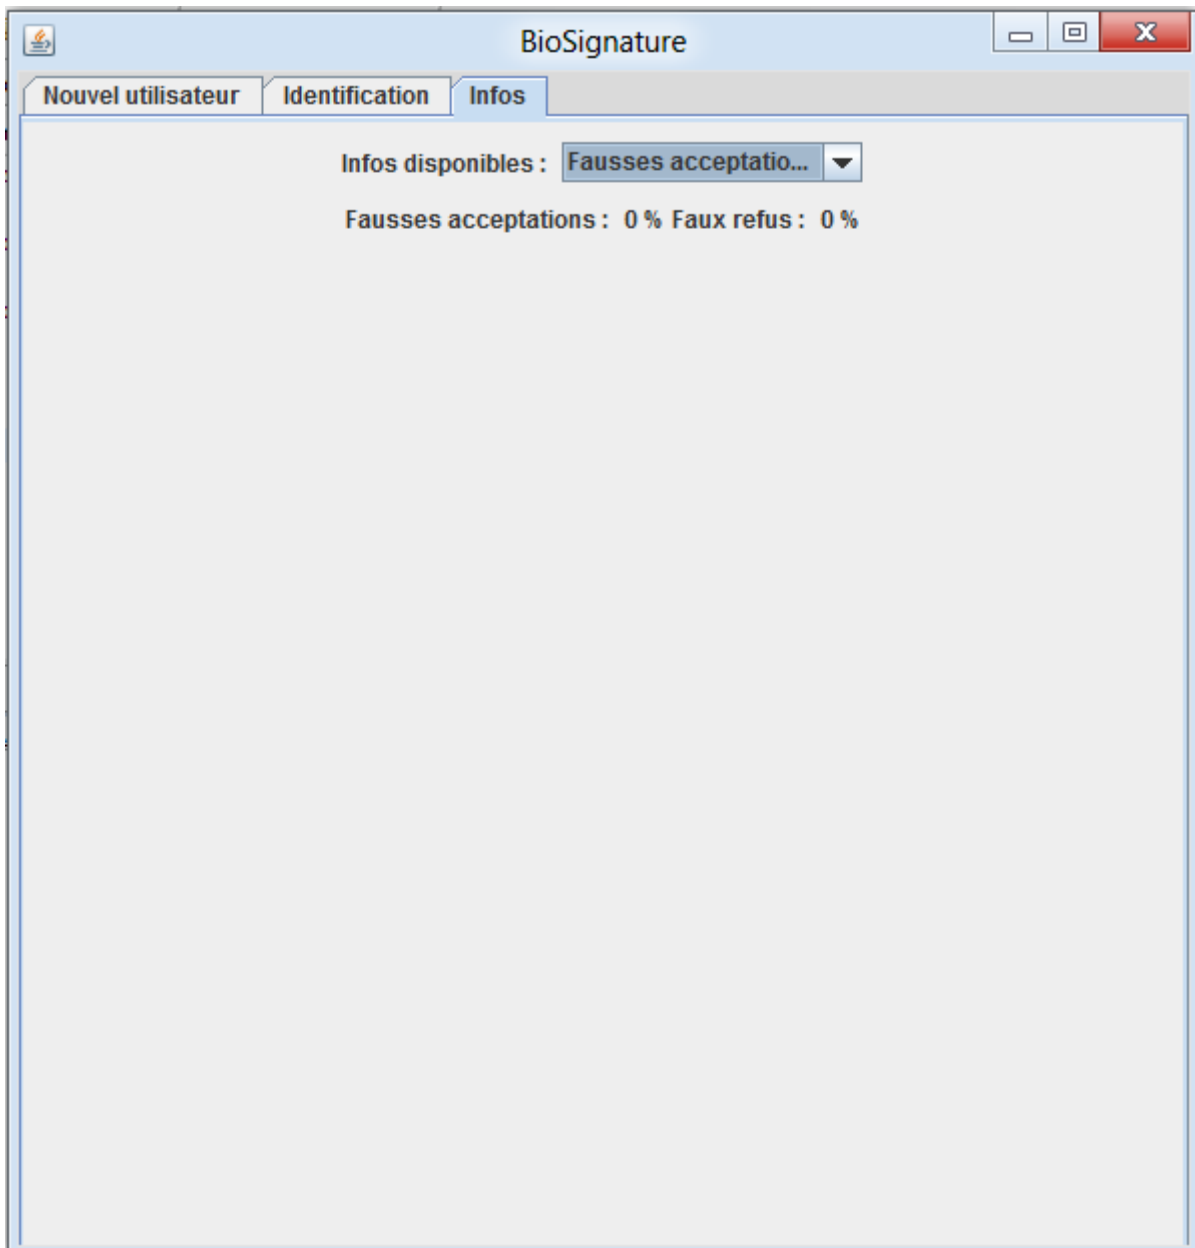 BioSignature
Nouvel utilisateur Identification Infos
Infos disponibles : Fausses acceptatio...
Fausses acceptations : 0 % Faux refus : 0 %